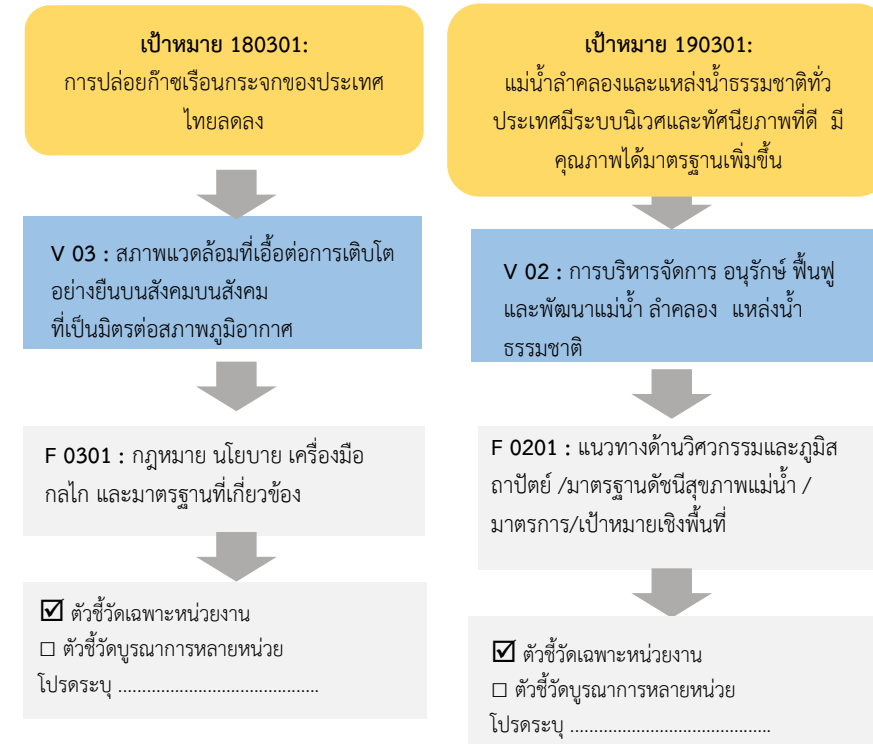 เป้าหมาย 180301:
การปล่อยก๊าซเรือนกระจกของประเทศ
ไทยลดลง
V 03 : สภาพแวดล้อมที่เอื้อต่อการเติบโต
อย่างยืนบนสังคมบนสังคม
ที่เป็นมิตรต่อสภาพภูมิอากาศ
F 0301 : กฎหมาย นโยบาย เครื่องมือ
กลไก และมาตรฐานที่เกี่ยวข้อง
☑ ตัวชี้วัดเฉพาะหน่วยงาน
☐ ตัวชี้วัดบูรณาการหลายหน่วย
โปรดระบุ ..........................................
เป้าหมาย 190301:
แม่น้ำลำคลองและแหล่งน้ำธรรมชาติทั่ว
ประเทศมีระบบนิเวศและทัศนียภาพที่ดี มี
คุณภาพได้มาตรฐานเพิ่มขึ้น
V 02 : การบริหารจัดการ อนุรักษ์ ฟื้นฟู
และพัฒนาแม่น้ำ ลำคลอง แหล่งน้ำ
ธรรมชาติ
F 0201 : แนวทางด้านวิศวกรรมและภูมิส
ถาปัตย์ /มาตรฐานดัชนีสุขภาพแม่น้ำ /
มาตรการ/เป้าหมายเชิงพื้นที่
☑ ตัวชี้วัดเฉพาะหน่วยงาน
☐ ตัวชี้วัดบูรณาการหลายหน่วย
โปรดระบุ ..........................................